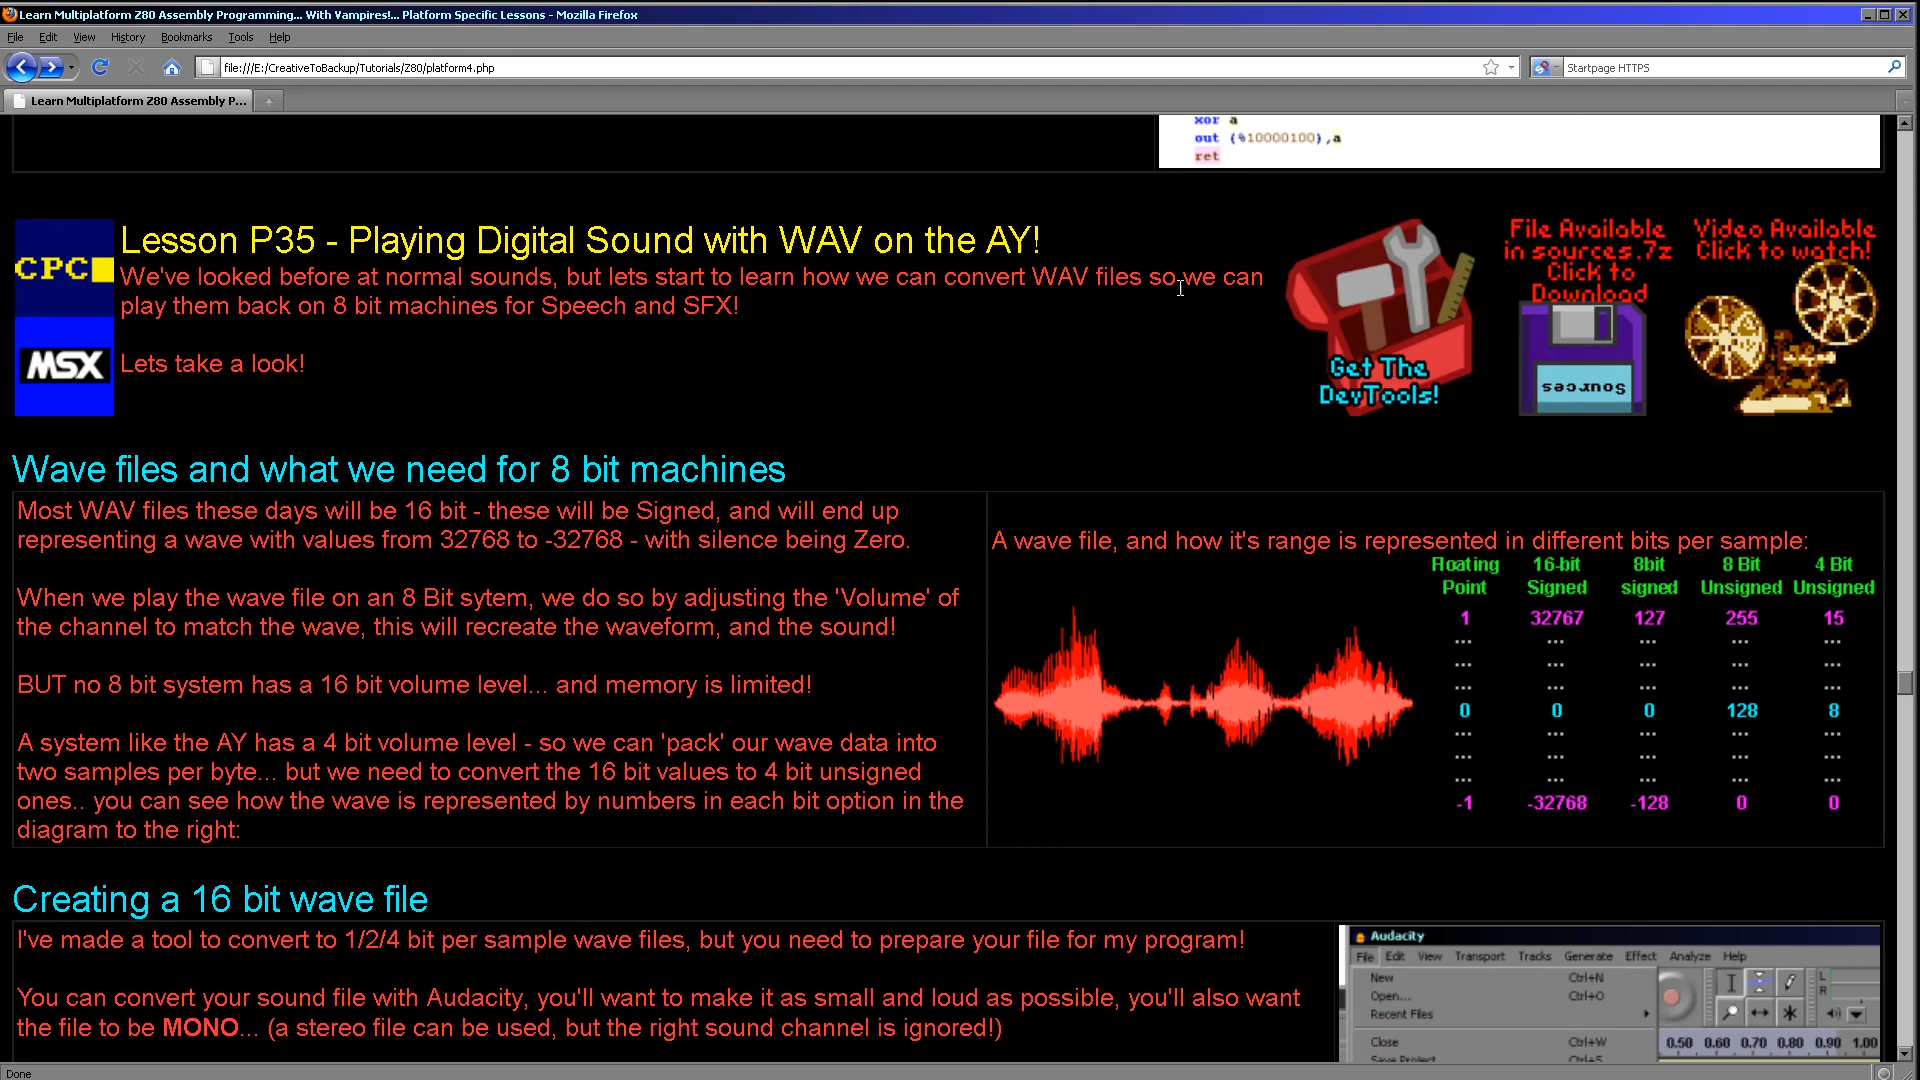 Learn Multiplatform Z80 Assembly Programming... With Vampires!... Platform Specific Lessons - Mozilla Firefox
File Edit View History Bookmarks Tools Help
file:///E:/CreativeToBackup/Tutorials/Z80/platform4.php
Startpage HTTPS
Learn Multiplatform Z80 Assembly P...
xor a
out (%10000100),a
ret
CPC
MSX
Lesson P35 - Playing Digital Sound with WAV on the AY!
We've looked before at normal sounds, but lets start to learn how we can convert WAV files so we can
play them back on 8 bit machines for Speech and SFX!
Lets take a look!
Get The
DevTools!
File Available
in sources.7z
Click to
Download
Sources
Video Available
Click to watch!
Wave files and what we need for 8 bit machines
Most WAV files these days will be 16 bit - these will be Signed, and will end up
representing a wave with values from 32768 to -32768 - with silence being Zero.
When we play the wave file on an 8 Bit sytem, we do so by adjusting the 'Volume' of
the channel to match the wave, this will recreate the waveform, and the sound!
BUT no 8 bit system has a 16 bit volume level... and memory is limited!
A system like the AY has a 4 bit volume level - so we can 'pack' our wave data into
two samples per byte... but we need to convert the 16 bit values to 4 bit unsigned
ones.. you can see how the wave is represented by numbers in each bit option in the
diagram to the right:
A wave file, and how it's range is represented in different bits per sample:
Floating 16-bit 8bit 8 Bit 4 Bit
Point Signed signed Unsigned Unsigned
1 32767 127 255 15
... ... ... ... ...
... ... ... ... ...
... ... ... ... ...
0 0 0 128 8
... ... ... ... ...
... ... ... ... ...
... ... ... ... ...
-1 -32768 -128 0 0
Creating a 16 bit wave file
I've made a tool to convert to 1/2/4 bit per sample wave files, but you need to prepare your file for my program!
You can convert your sound file with Audacity, you'll want to make it as small and loud as possible, you'll also want
the file to be MONO... (a stereo file can be used, but the right sound channel is ignored!)
Audacity
File Edit View Transport Tracks Generate Effect Analyze Help
New Ctrl+N
Open... Ctrl+O
Recent Files
Close Ctrl+W
Save Project Ctrl+S
L
R
0.50 0.60 0.70 0.80 0.90 1.00
Done